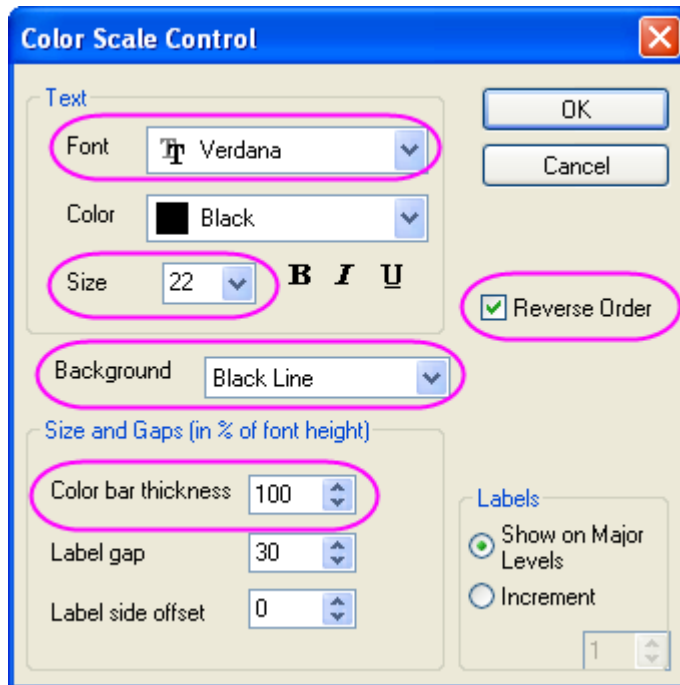 Color Scale Control
Text
Font Verdana
Color Black
Size 22 B I U
OK
Cancel
Reverse Order
Background Black Line
Size and Gaps (in % of font height)
Color bar thickness 100
Label gap 30
Label side offset 0
Labels
Show on Major
Levels
Increment
1